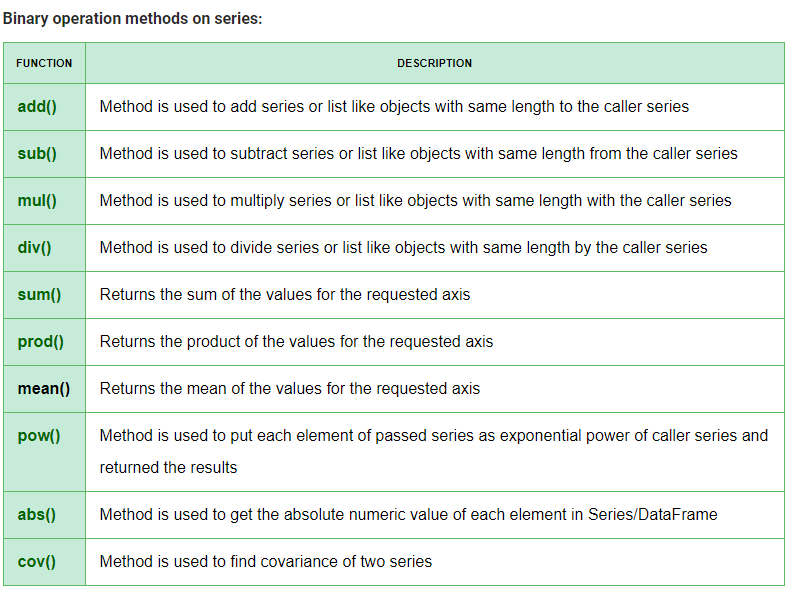 Binary operation methods on series:
FUNCTION DESCRIPTION
add() Method is used to add series or list like objects with same length to the caller series
sub() Method is used to subtract series or list like objects with same length from the caller series
mul() Method is used to multiply series or list like objects with same length with the caller series
div() Method is used to divide series or list like objects with same length by the caller series
sum() Returns the sum of the values for the requested axis
prod() Returns the product of the values for the requested axis
mean() Returns the mean of the values for the requested axis
pow() Method is used to put each element of passed series as exponential power of caller series and
returned the results
abs() Method is used to get the absolute numeric value of each element in Series/DataFrame
cov() Method is used to find covariance of two series